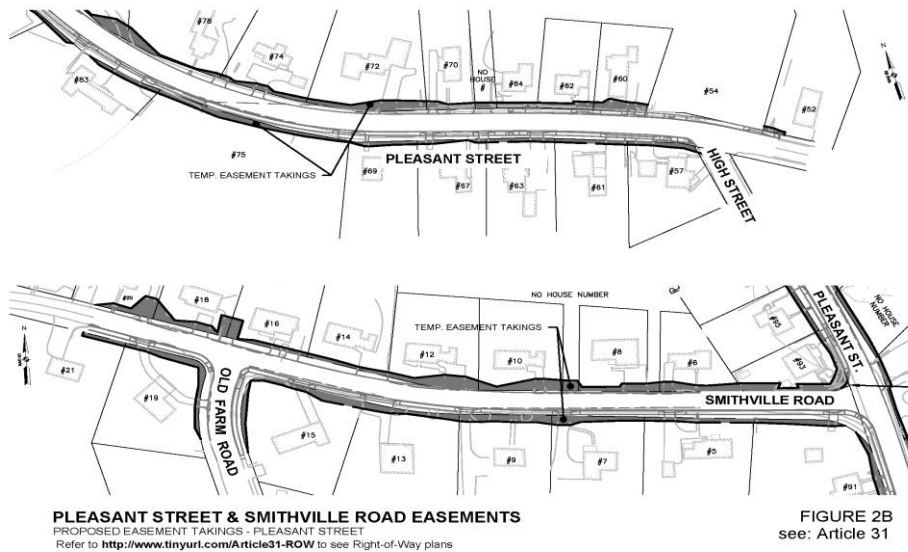 #78
#74
#72
#70
NO
HOUSE
#
#64
#62
#60
#54
#52
N
#83
#75
TEMP. EASEMENT TAKINGS
PLEASANT STREET
#69
#67
#63
#61
#57
HIGH STREET
#20
#18
#16
#14
NO HOUSE NUMBER
TEMP. EASEMENT TAKINGS
#12
#10
#8
#6
#95
#93
PLEASANT ST.
NO HOUSE
NUMBER
N
#21
#19
OLD FARM ROAD
#15
#13
#9
#7
#5
SMITHVILLE ROAD
#91
PLEASANT STREET & SMITHVILLE ROAD EASEMENTS
PROPOSED EASEMENT TAKINGS - PLEASANT STREET
Refer to http://www.tinyurl.com/Article31-ROW to see Right-of-Way plans
FIGURE 2B
see: Article 31